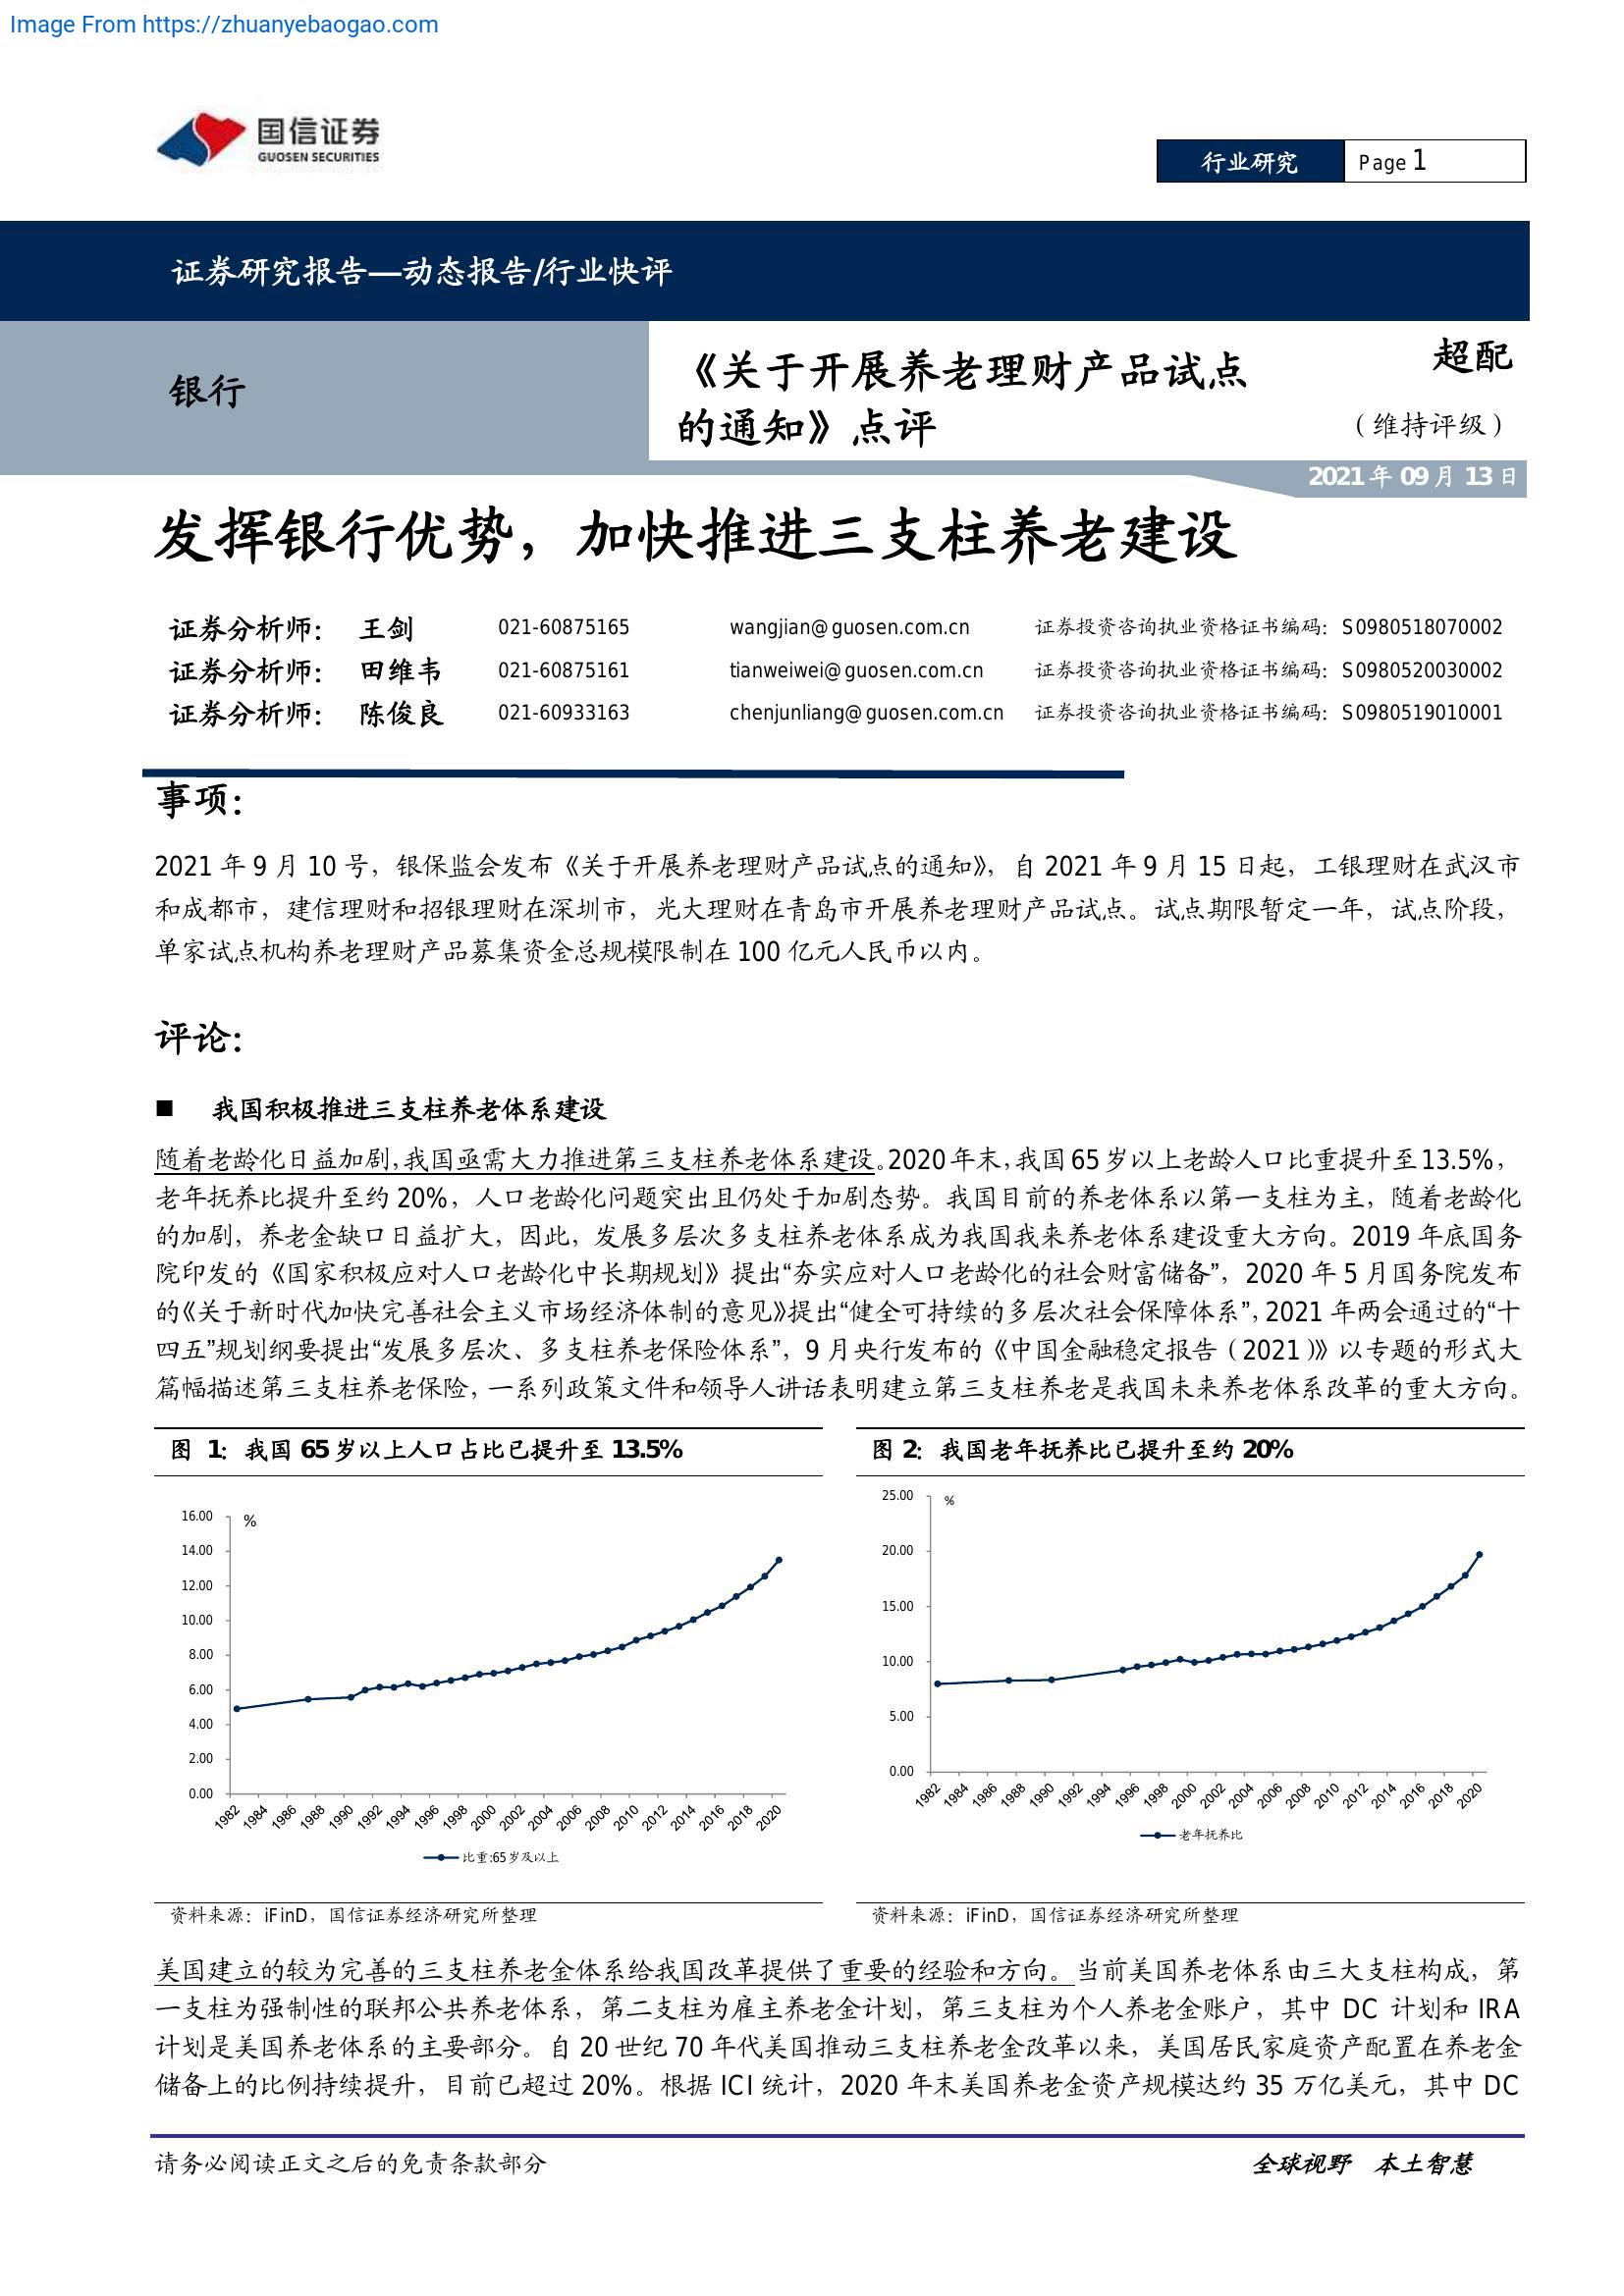 Image From https://zhuanyebaogao.com
国信证券
GUOSEN SECURITIES
行业研究
Page 1
证券研究报告—动态报告/行业快评
银行
《关于开展养老理财产品试点
的通知》点评
超配
（维持评级）
2021 年 09 月 13 日
发挥银行优势，加快推进三支柱养老建设
证券分析师： 王剑 021-60875165 wangjian@guosen.com.cn 证券投资咨询执业资格证书编码：S0980518070002
证券分析师： 田维韦 021-60875161 tianweiwei@guosen.com.cn 证券投资咨询执业资格证书编码：S0980520030002
证券分析师： 陈俊良 021-60933163 chenjunliang@guosen.com.cn 证券投资咨询执业资格证书编码：S0980519010001
事项：
2021 年 9 月 10 号，银保监会发布《关于开展养老理财产品试点的通知》，自 2021 年 9 月 15 日起，工银理财在武汉市
和成都市，建信理财和招银理财在深圳市，光大理财在青岛市开展养老理财产品试点。试点期限暂定一年，试点阶段，
单家试点机构养老理财产品募集资金总规模限制在 100 亿元人民币以内。
评论：
■ 我国积极推进三支柱养老体系建设
随着老龄化日益加剧，我国亟需大力推进第三支柱养老体系建设。2020 年末，我国 65 岁以上老龄人口比重提升至 13.5%，
老年抚养比提升至约 20%，人口老龄化问题突出且仍处于加剧态势。我国目前的养老体系以第一支柱为主，随着老龄化
的加剧，养老金缺口日益扩大，因此，发展多层次多支柱养老体系成为我国我来养老体系建设重大方向。2019 年底国务
院印发的《国家积极应对人口老龄化中长期规划》提出“夯实应对人口老龄化的社会财富储备”，2020 年 5 月国务院发布
的《关于新时代加快完善社会主义市场经济体制的意见》提出“健全可持续的多层次社会保障体系”，2021 年两会通过的“十
四五”规划纲要提出“发展多层次、多支柱养老保险体系”，9 月央行发布的《中国金融稳定报告（2021）》以专题的形式大
篇幅描述第三支柱养老保险，一系列政策文件和领导人讲话表明建立第三支柱养老是我国未来养老体系改革的重大方向。
图 1：我国 65 岁以上人口占比已提升至 13.5%
%
16.00
14.00
12.00
10.00
8.00
6.00
4.00
2.00
0.00
1982 1984 1986 1988 1990 1992 1994 1996 1998 2000 2002 2004 2006 2008 2010 2012 2014 2016 2018 2020
比重:65岁及以上
资料来源：iFinD，国信证券经济研究所整理
图 2：我国老年抚养比已提升至约 20%
%
25.00
20.00
15.00
10.00
5.00
0.00
1982 1984 1986 1988 1990 1992 1994 1996 1998 2000 2002 2004 2006 2008 2010 2012 2014 2016 2018 2020
老年抚养比
资料来源：iFinD，国信证券经济研究所整理
美国建立的较为完善的三支柱养老金体系给我国改革提供了重要的经验和方向。当前美国养老体系由三大支柱构成，第
一支柱为强制性的联邦公共养老体系，第二支柱为雇主养老金计划，第三支柱为个人养老金账户，其中 DC 计划和 IRA
计划是美国养老体系的主要部分。自 20 世纪 70 年代美国推动三支柱养老金改革以来，美国居民家庭资产配置在养老金
储备上的比例持续提升，目前已超过 20%。根据 ICI 统计，2020 年末美国养老金资产规模达约 35 万亿美元，其中 DC
请务必阅读正文之后的免责条款部分
全球视野 本土智慧